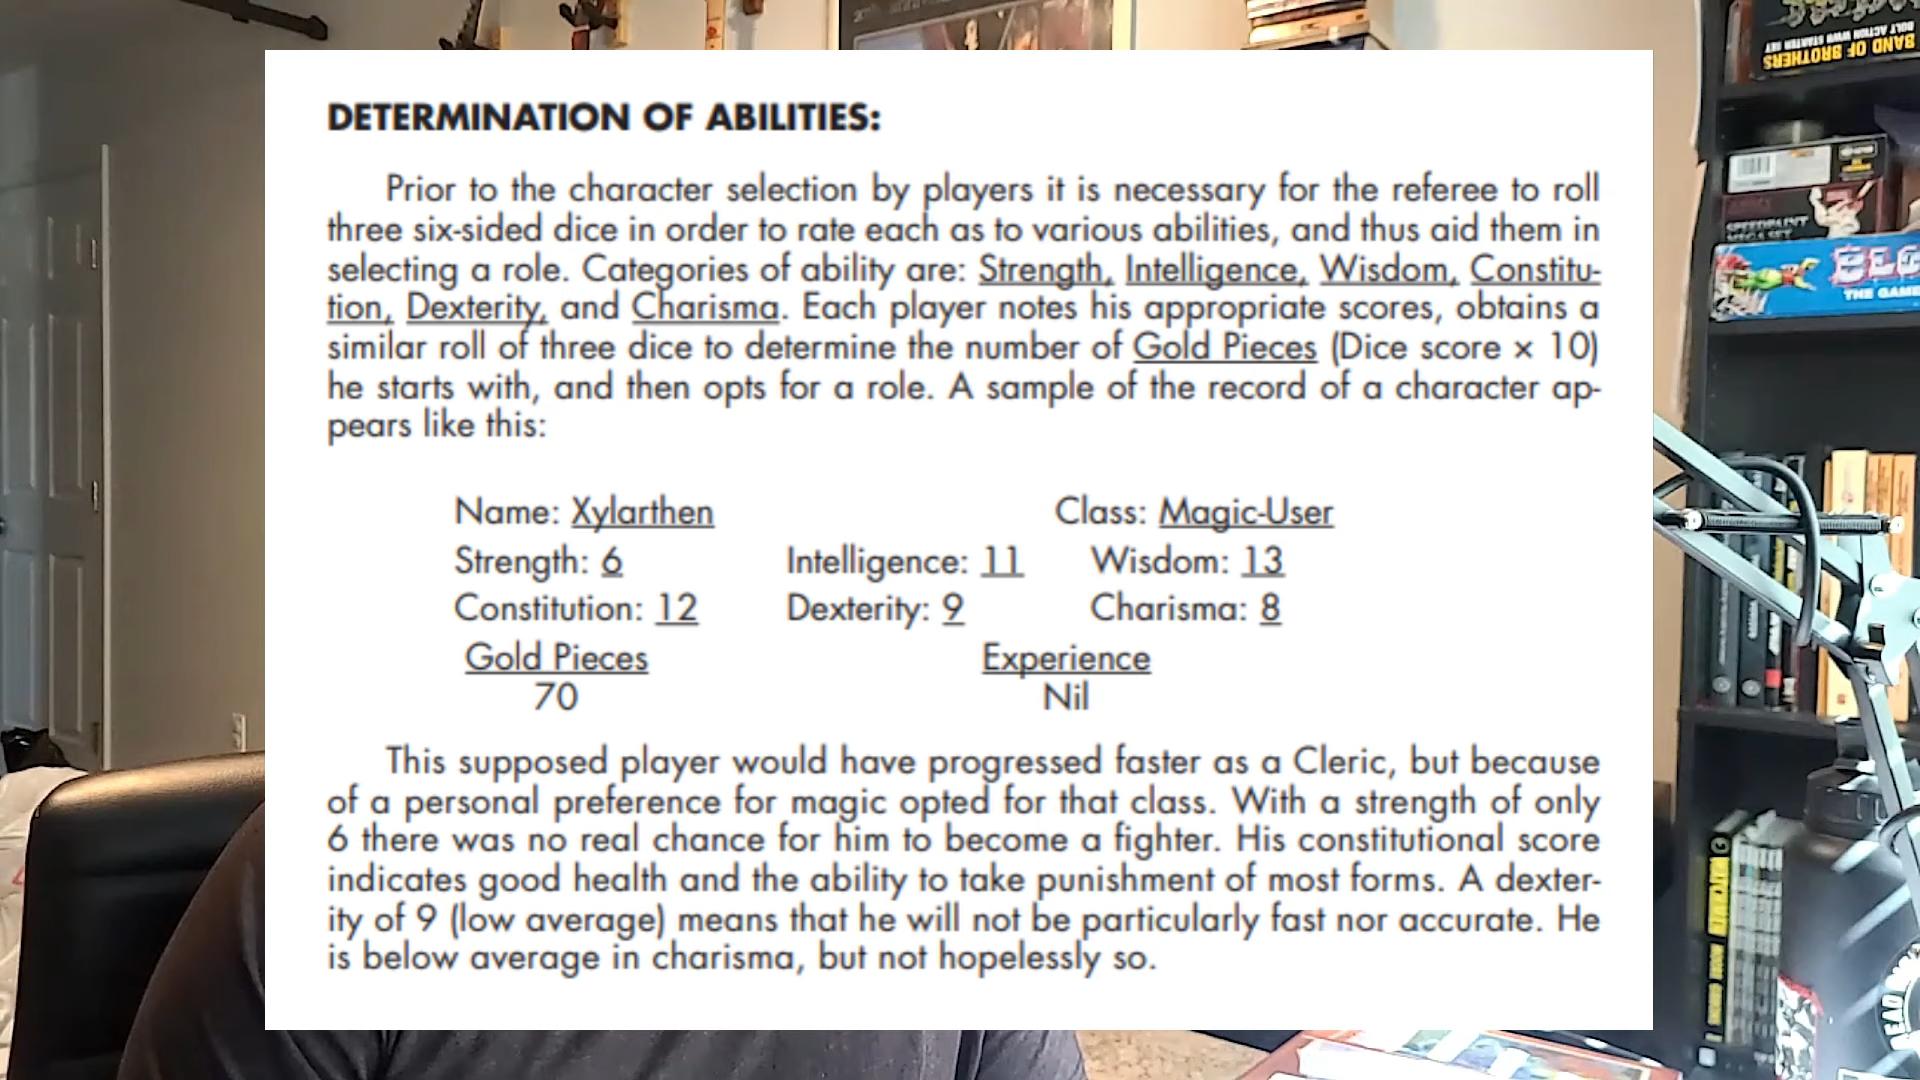 DETERMINATION OF ABILITIES:
Prior to the character selection by players it is necessary for the referee to roll
three six-sided dice in order to rate each as to various abilities, and thus aid them in
selecting a role. Categories of ability are: Strength, Intelligence, Wisdom, Constitu-
tion, Dexterity, and Charisma. Each player notes his appropriate scores, obtains a
similar roll of three dice to determine the number of Gold Pieces (Dice score × 10)
he starts with, and then opts for a role. A sample of the record of a character ap-
pears like this:
Name: Xylarthen Class: Magic-User
Strength: 6 Intelligence: 11 Wisdom: 13
Constitution: 12 Dexterity: 9 Charisma: 8
Gold Pieces Experience
70 Nil
This supposed player would have progressed faster as a Cleric, but because
of a personal preference for magic opted for that class. With a strength of only
6 there was no real chance for him to become a fighter. His constitutional score
indicates good health and the ability to take punishment of most forms. A dexter-
ity of 9 (low average) means that he will not be particularly fast nor accurate. He
is below average in charisma, but not hopelessly so.
BAND OF BROTHERS
BOLT ACTION WWII STARTER SET
SPEEDPAINT
MEGA SET
THE GAME